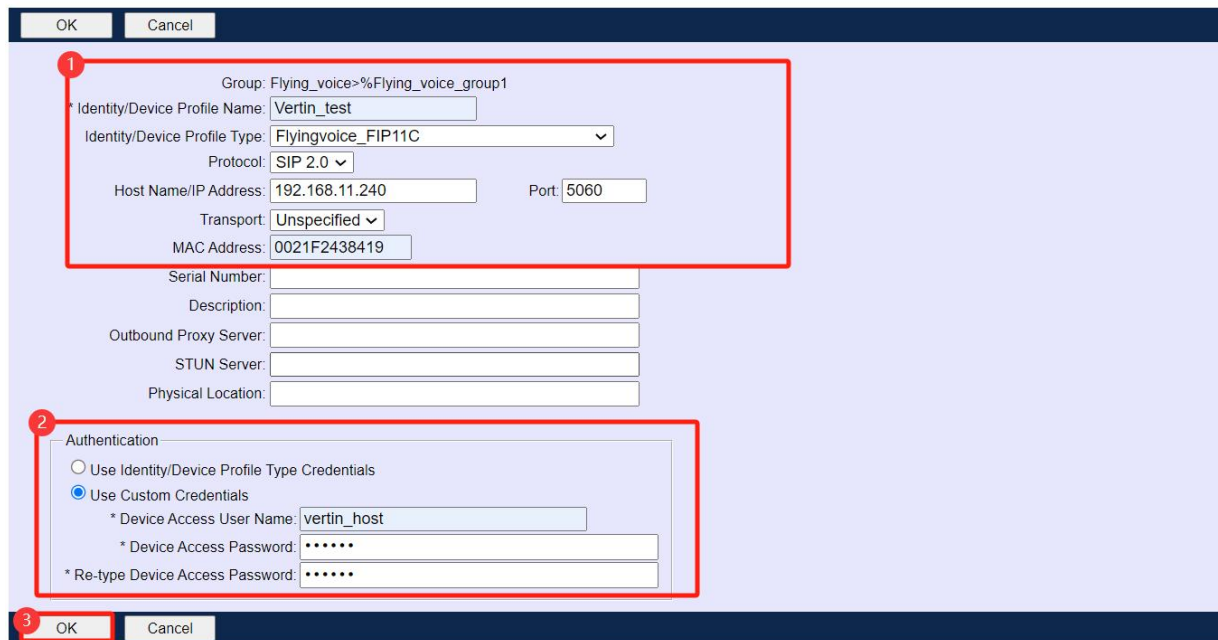 OK Cancel
1
Group: Flying_voice>%Flying_voice_group1
* Identity/Device Profile Name: Vertin_test
Identity/Device Profile Type: Flyingvoice_FIP11C
Protocol: SIP 2.0
Host Name/IP Address: 192.168.11.240 Port: 5060
Transport: Unspecified
MAC Address: 0021F2438419
Serial Number:
Description:
Outbound Proxy Server:
STUN Server:
Physical Location:
2
Authentication
Use Identity/Device Profile Type Credentials
Use Custom Credentials
* Device Access User Name: vertin_host
* Device Access Password: ••••••
* Re-type Device Access Password: ••••••
3
OK Cancel